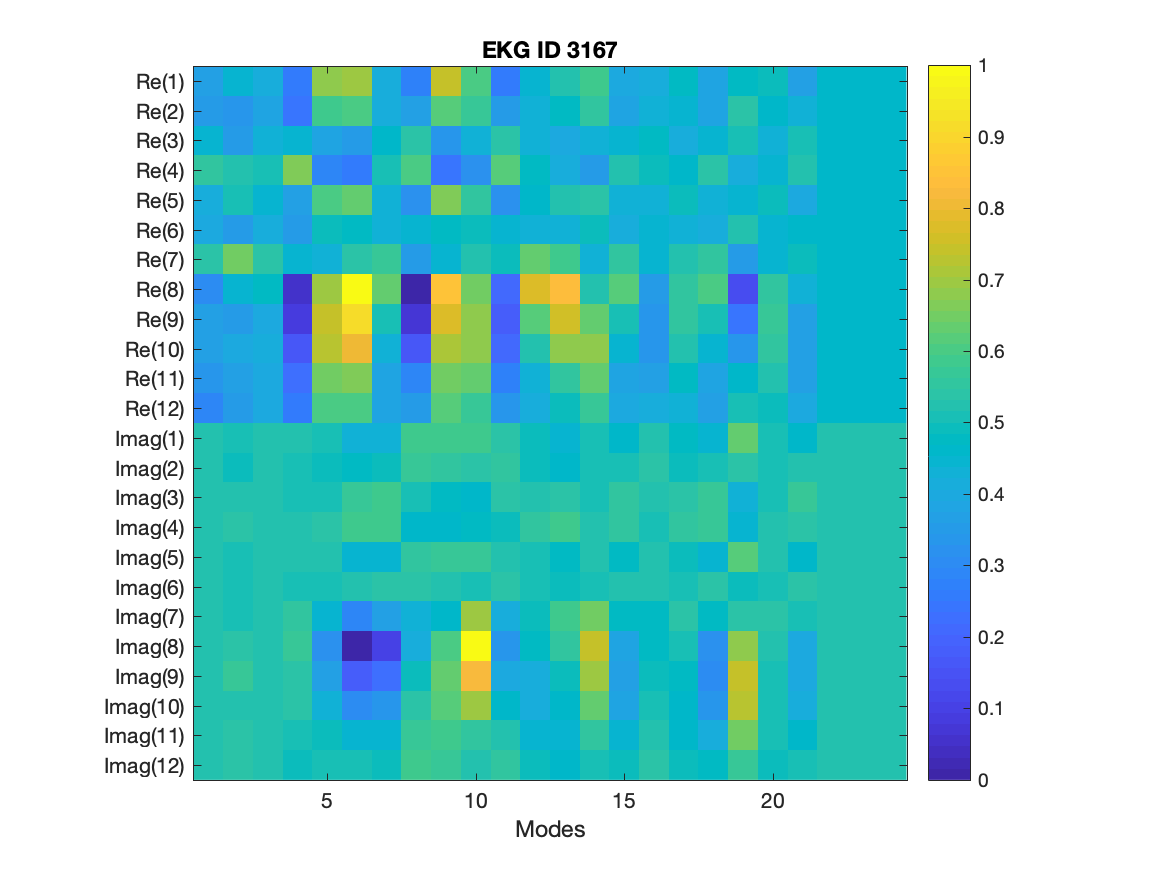 EKG ID 3167
Re(1)
Re(2)
Re(3)
Re(4)
Re(5)
Re(6)
Re(7)
Re(8)
Re(9)
Re(10)
Re(11)
Re(12)
Imag(1)
Imag(2)
Imag(3)
Imag(4)
Imag(5)
Imag(6)
Imag(7)
Imag(8)
Imag(9)
Imag(10)
Imag(11)
Imag(12)
5 10 15 20
Modes
1
0.9
0.8
0.7
0.6
0.5
0.4
0.3
0.2
0.1
0